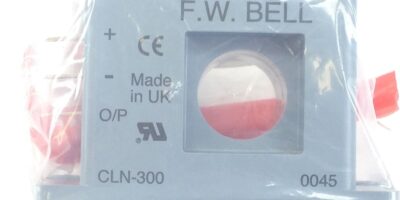 F.W. BELL
+
CE
-
Made
in UK
O/P
CLN-300
0045